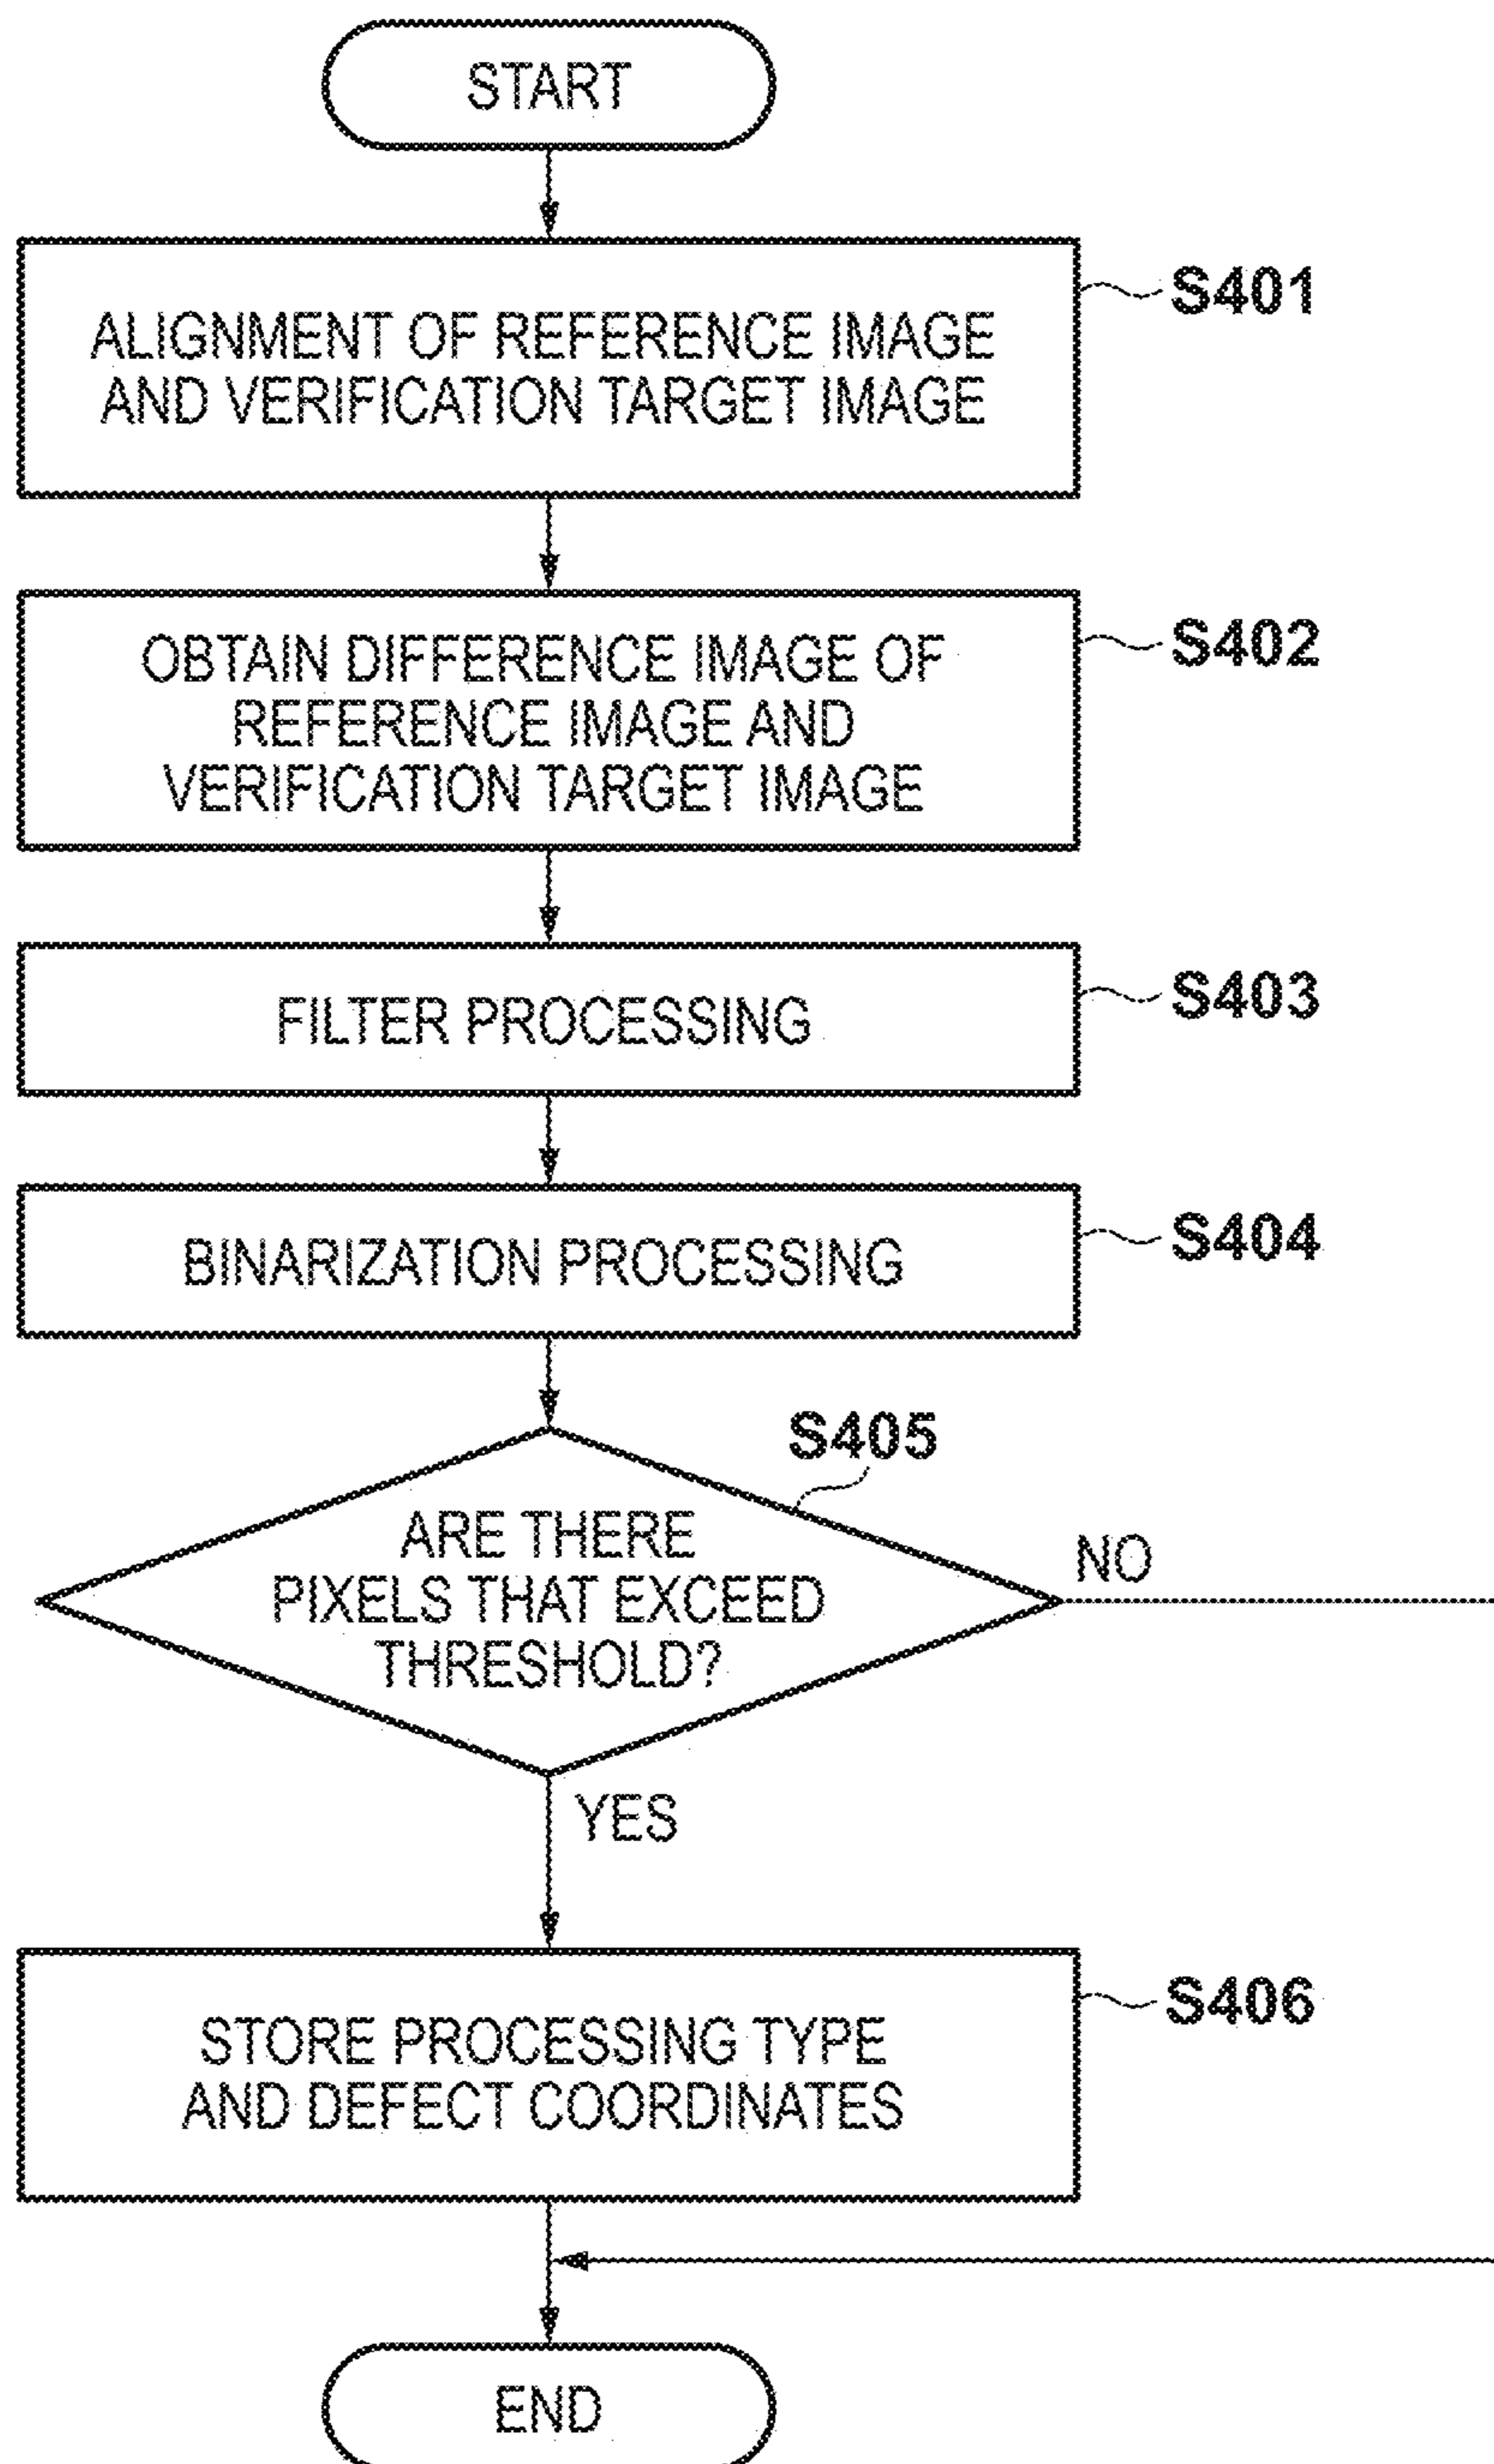 START
ALIGNMENT OF REFERENCE IMAGE
AND VERIFICATION TARGET IMAGE
S401
OBTAIN DIFFERENCE IMAGE OF
REFERENCE IMAGE AND
VERIFICATION TARGET IMAGE
S402
FILTER PROCESSING
S403
BINARIZATION PROCESSING
S404
S405
ARE THERE
PIXELS THAT EXCEED
THRESHOLD?
NO
YES
STORE PROCESSING TYPE
AND DEFECT COORDINATES
S406
END